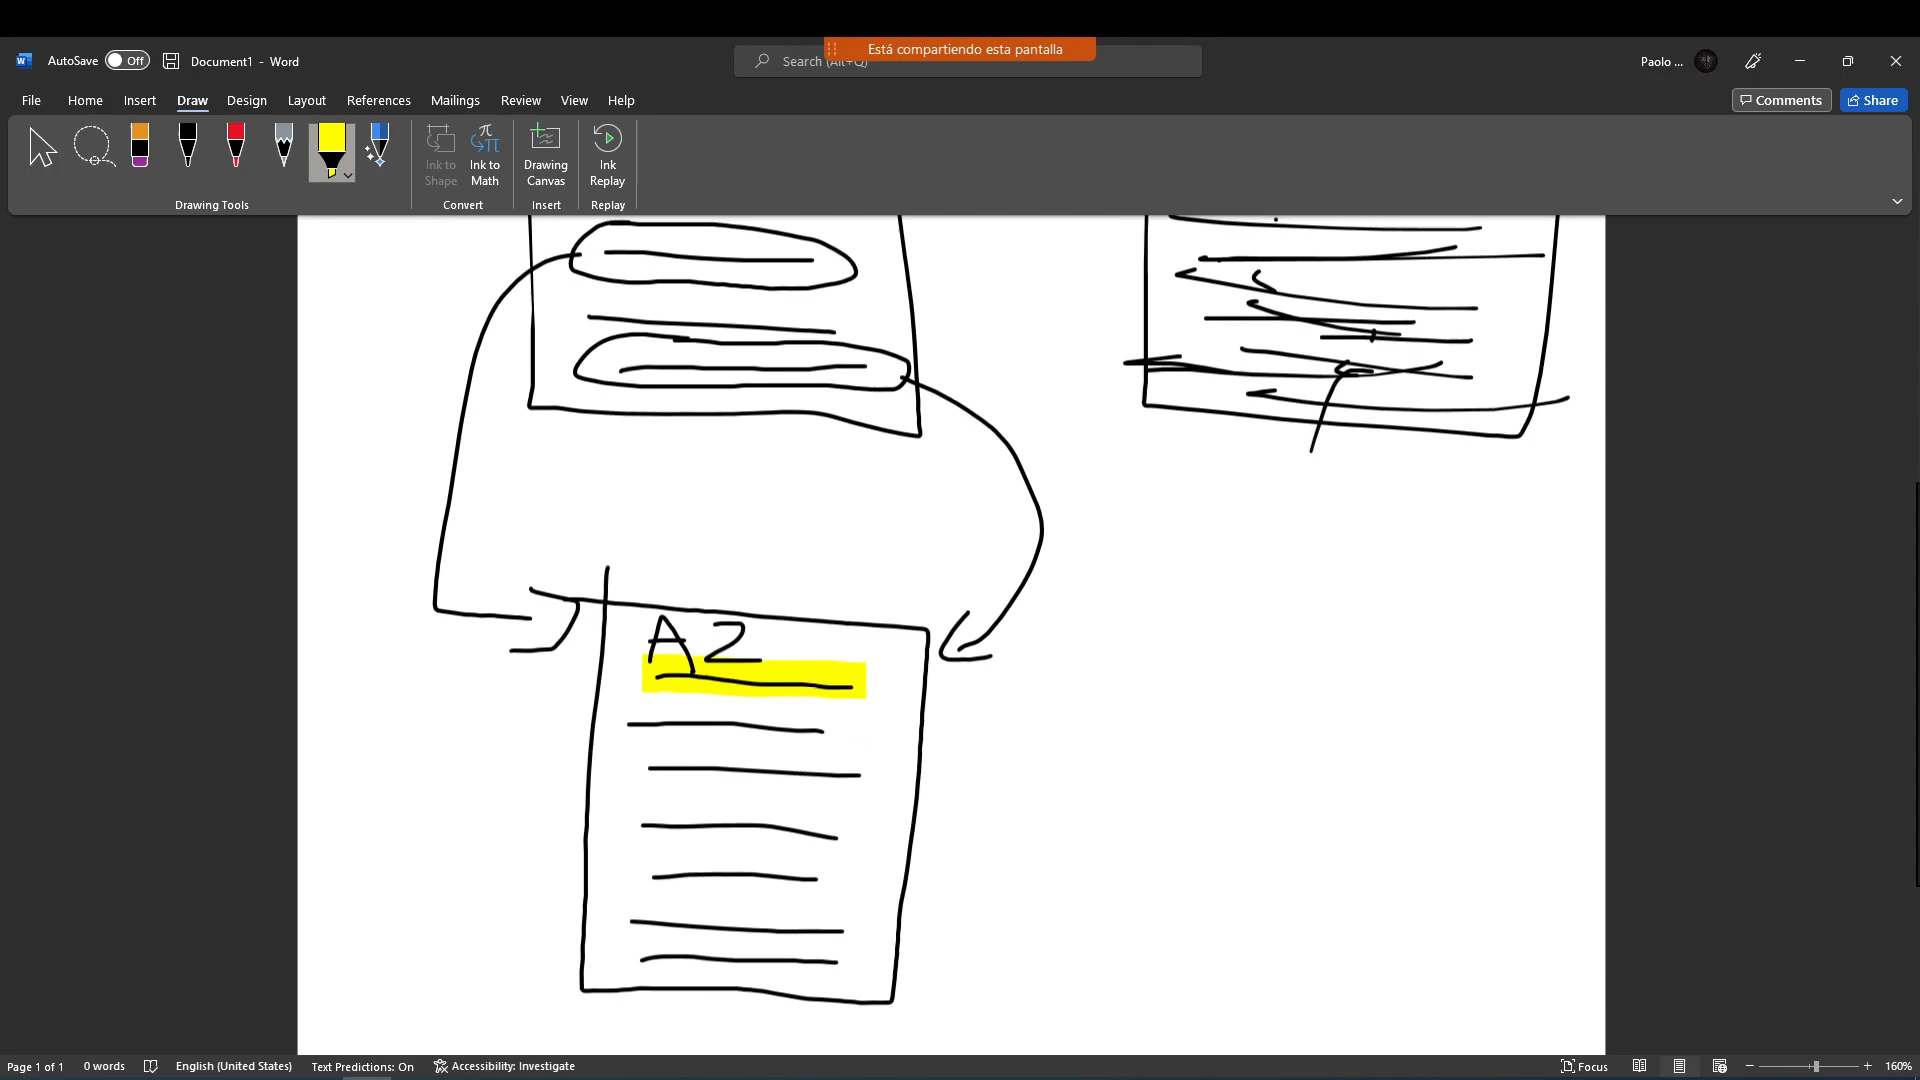 Está compartiendo esta pantalla
AutoSave Off Document1 - Word
Search (Alt+Q)
Paolo ...
File Home Insert Draw Design Layout References Mailings Review View Help
Comments Share
Ink to Shape
Ink to Math
Drawing Canvas
Ink Replay
Drawing Tools Convert Insert Replay
A2
Page 1 of 1 0 words English (United States) Text Predictions: On Accessibility: Investigate Focus 160%